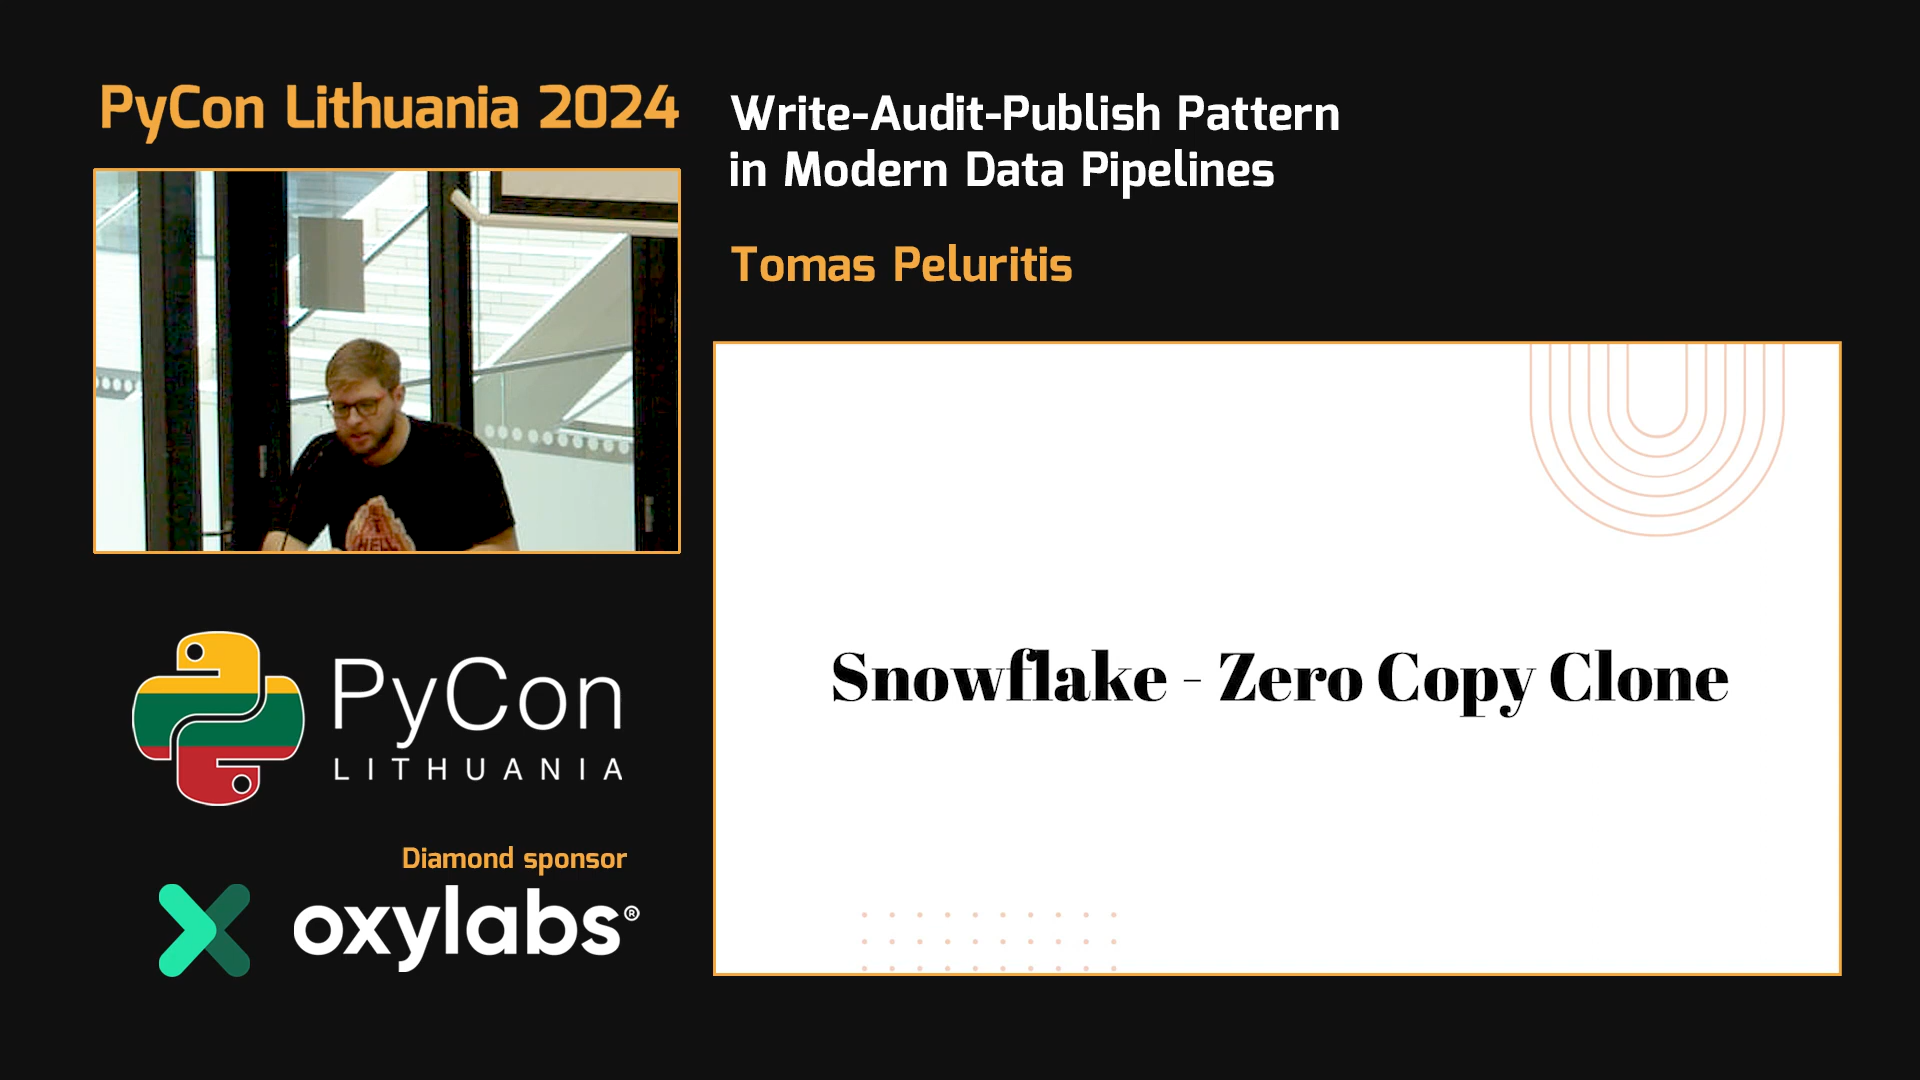 PyCon Lithuania 2024
Write-Audit-Publish Pattern
in Modern Data Pipelines
Tomas Peluritis
HELL
Snowflake - Zero Copy Clone
PyCon
LITHUANIA
Diamond sponsor
oxylabs®